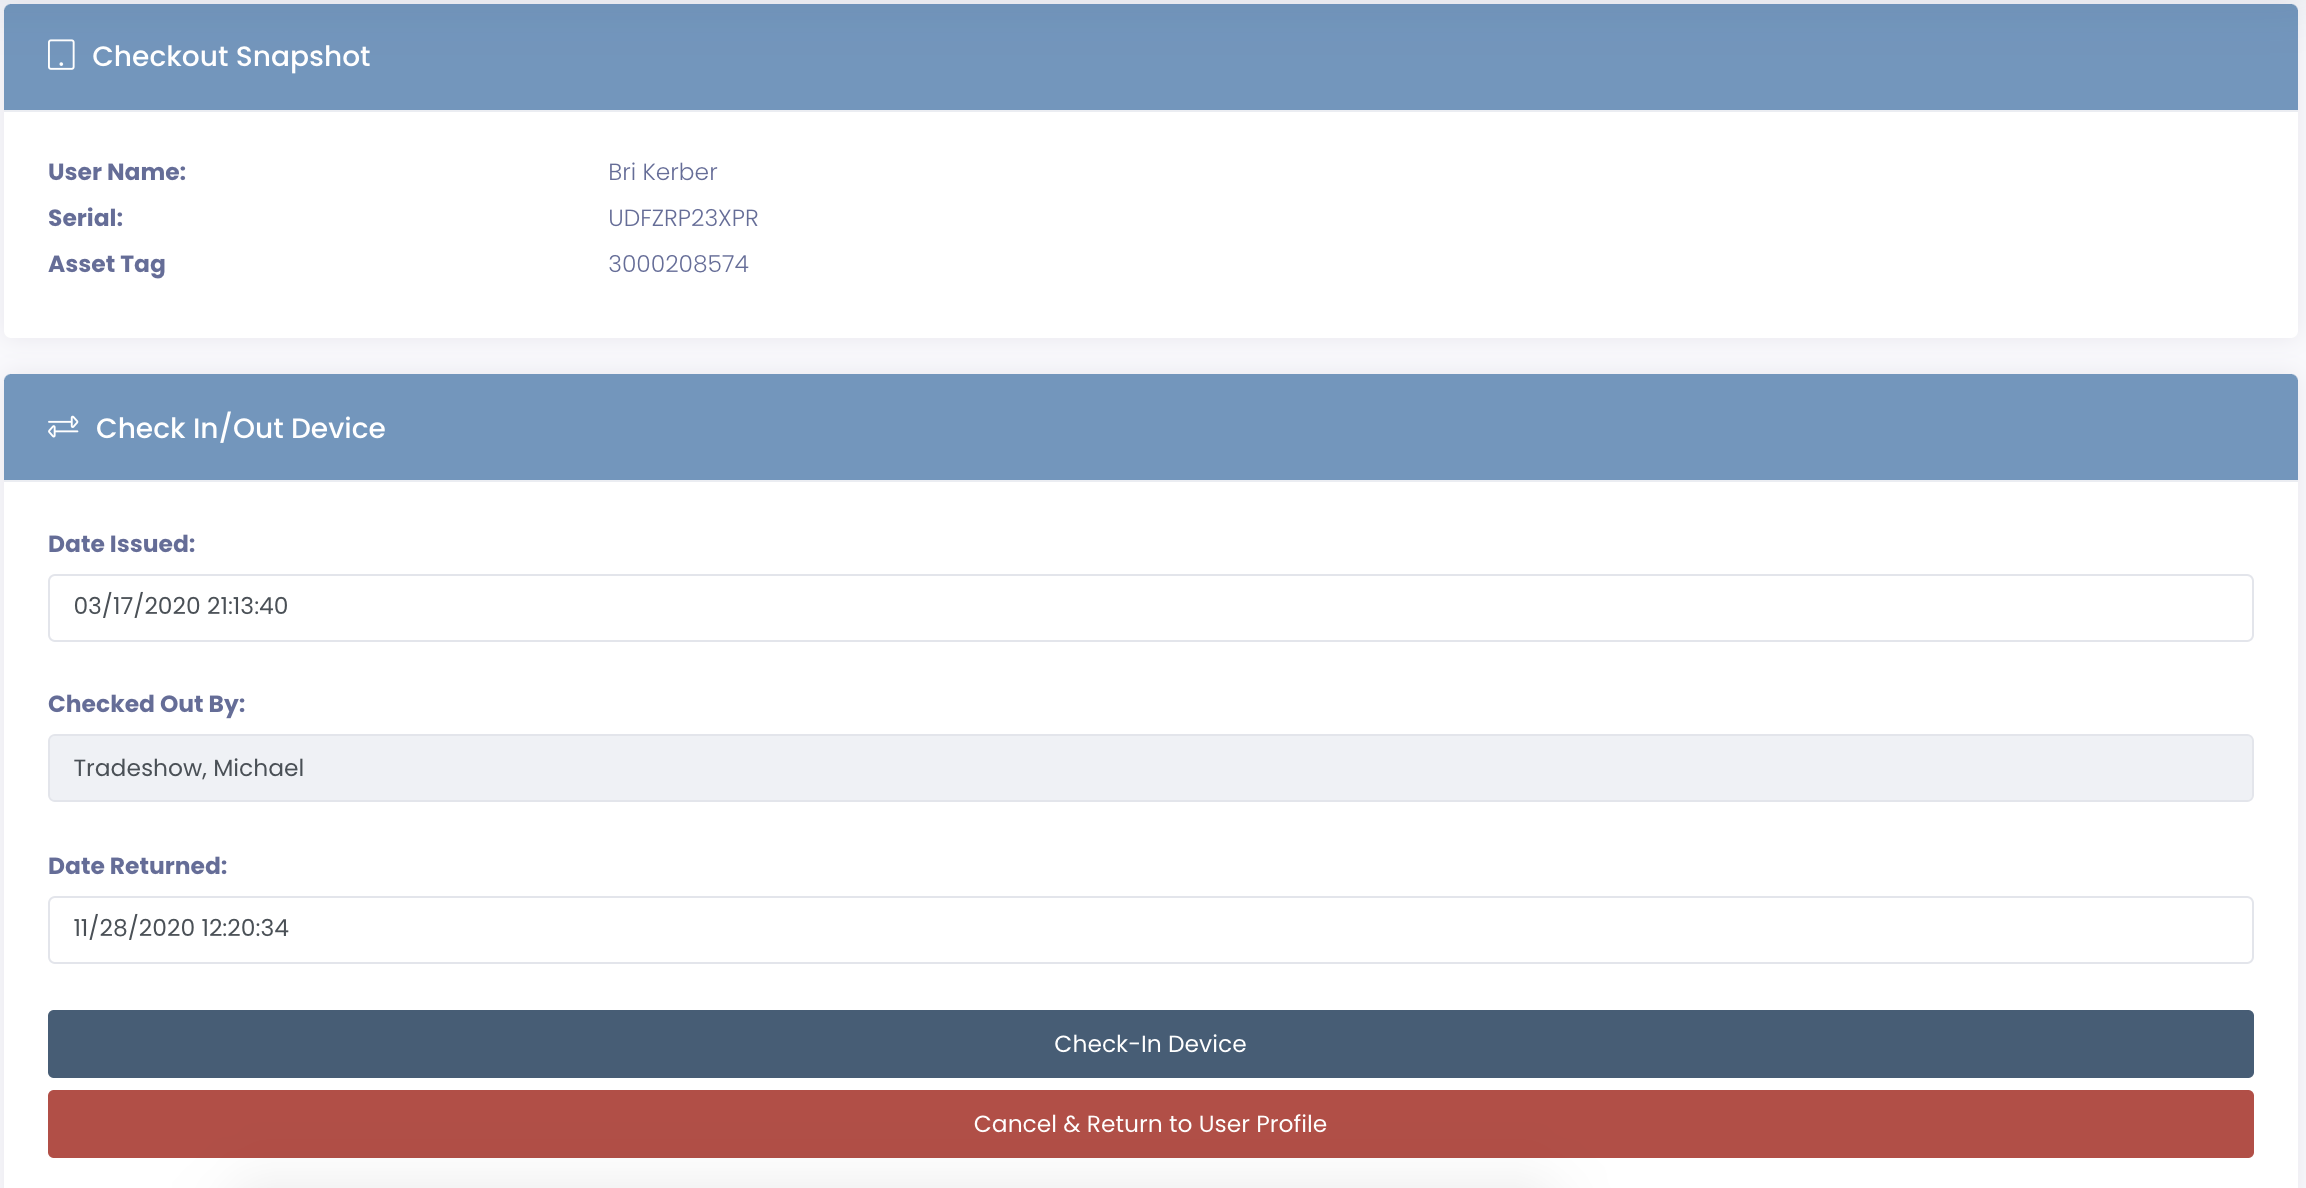 Checkout Snapshot
User Name: Bri Kerber
Serial: UDFZRP23XPR
Asset Tag 3000208574
Check In/Out Device
Date Issued:
03/17/2020 21:13:40
Checked Out By:
Tradeshow, Michael
Date Returned:
11/28/2020 12:20:34
Check-In Device
Cancel & Return to User Profile